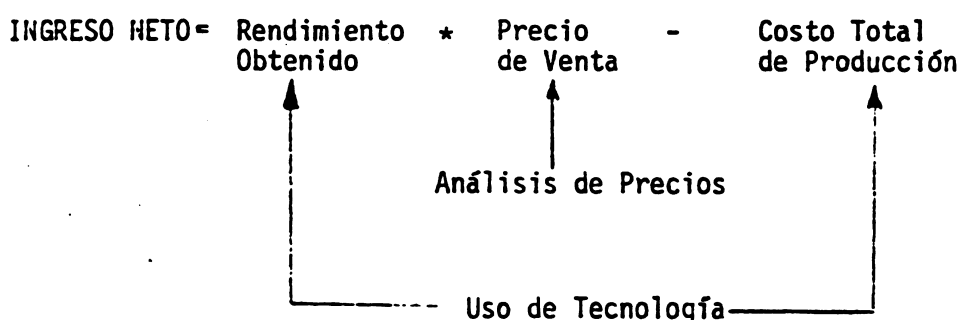 INGRESO NETO= Rendimiento * Precio - Costo Total
Obtenido de Venta de Producción
Análisis de Precios
Uso de Tecnología